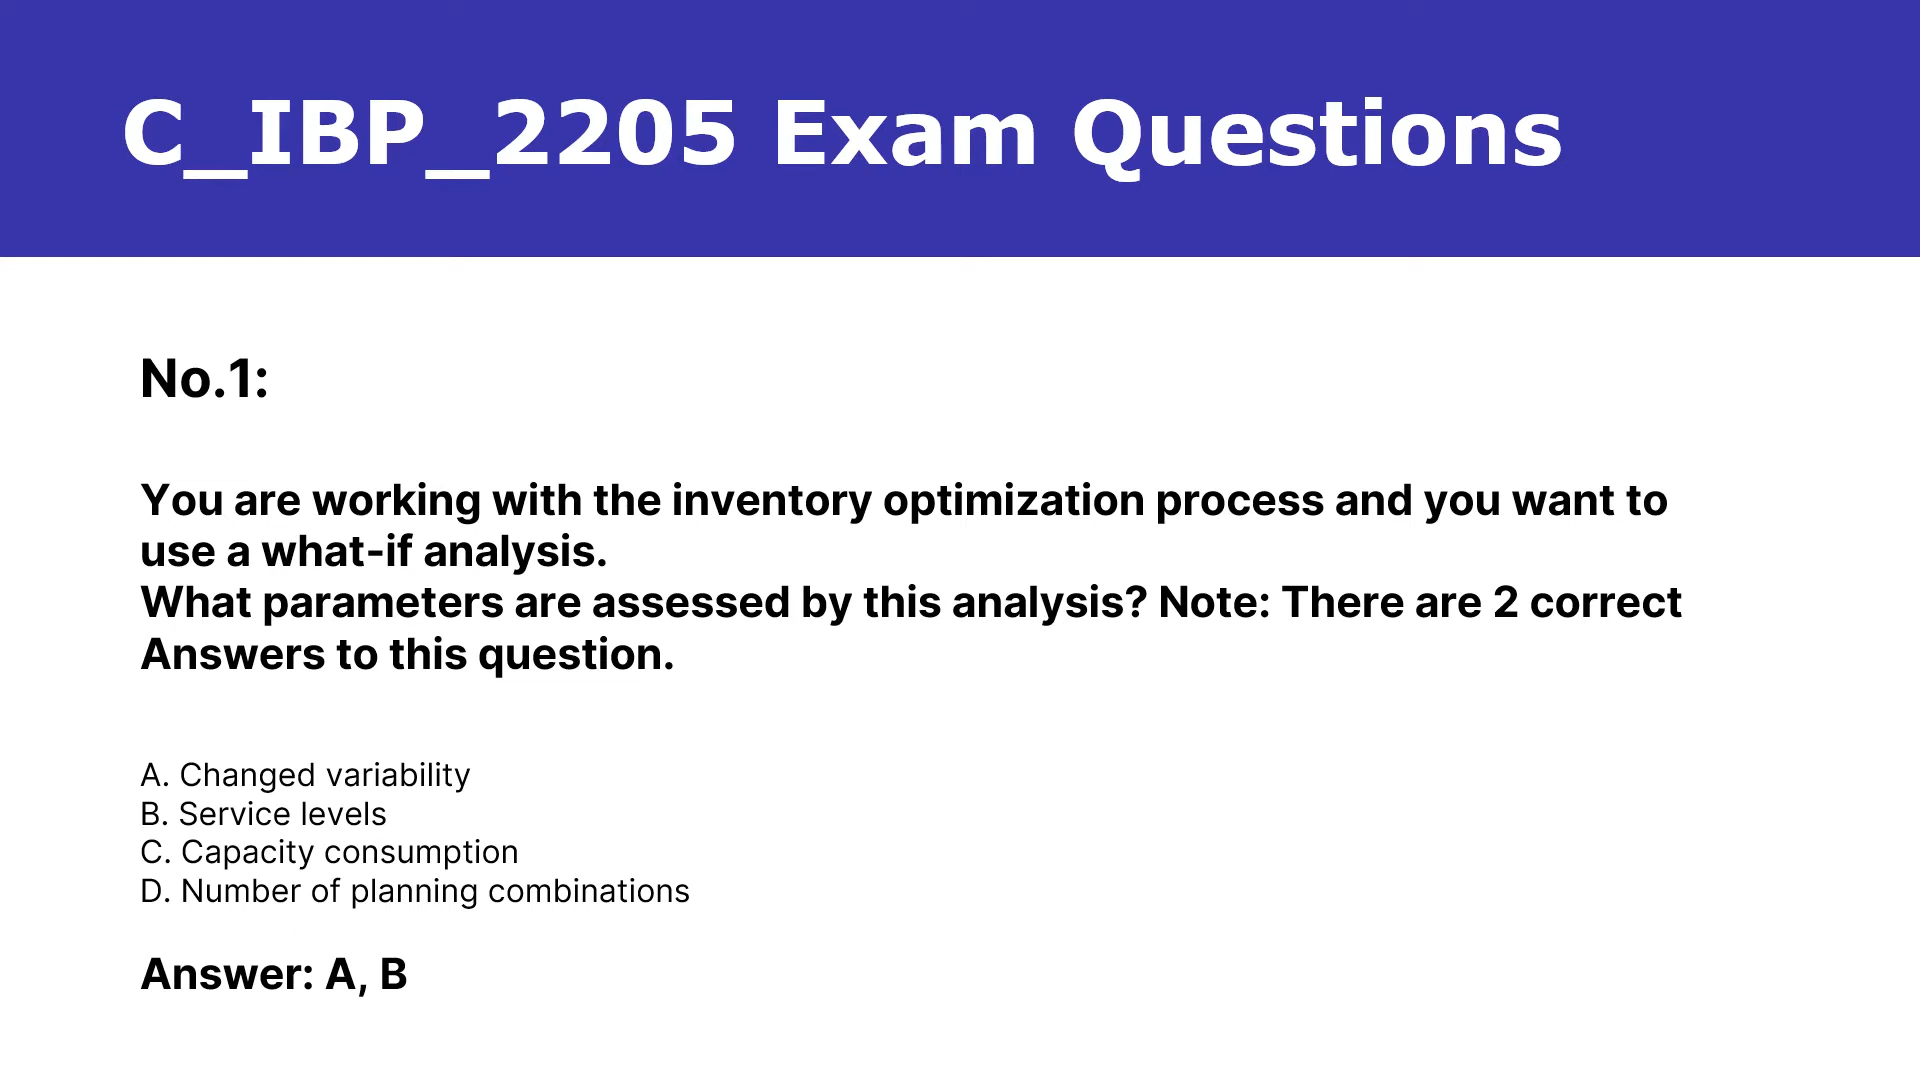 C_IBP_2205 Exam Questions
No.1:
You are working with the inventory optimization process and you want to
use a what-if analysis.
What parameters are assessed by this analysis? Note: There are 2 correct
Answers to this question.
A. Changed variability
B. Service levels
C. Capacity consumption
D. Number of planning combinations
Answer: A, B